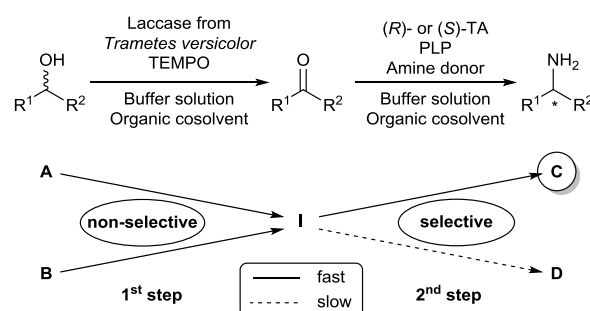 Laccase from
Trametes versicolor
TEMPO
Buffer solution
Organic cosolvent
(R)- or (S)-TA
PLP
Amine donor
Buffer solution
Organic cosolvent
OH
R¹ R²
O
R¹ R²
NH₂
R¹ * R²
A
B
non-selective
I
selective
C
D
1st step
fast
slow
2nd step